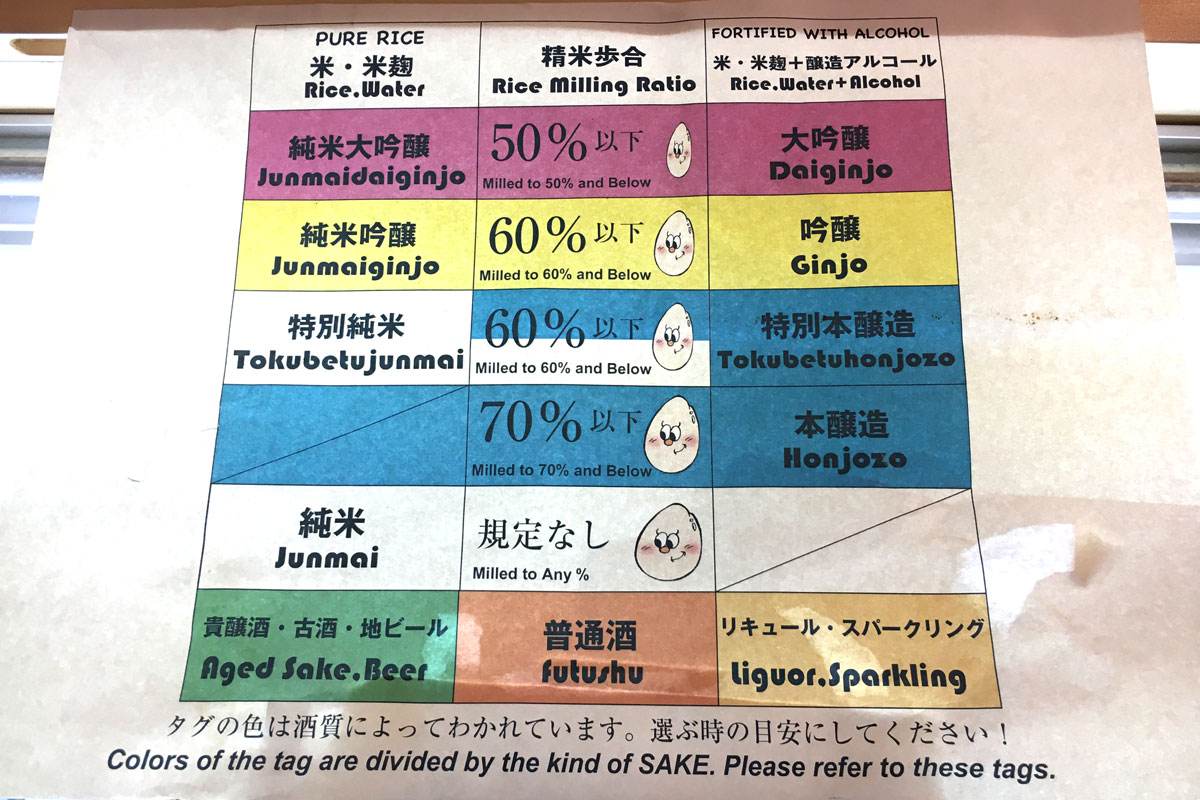 PURE RICE
米・米麹
Rice.Water
精米歩合
Rice Milling Ratio
FORTIFIED WITH ALCOHOL
米・米麹＋醸造アルコール
Rice.Water+Alcohol
純米大吟醸
Junmaidaiginjo
50%以下
Milled to 50% and Below
大吟醸
Daiginjo
純米吟醸
Junmaiginjo
60%以下
Milled to 60% and Below
吟醸
Ginjo
特別純米
Tokubetujunmai
60%以下
Milled to 60% and Below
特別本醸造
Tokubetuhonjozo
70%以下
Milled to 70% and Below
本醸造
Honjozo
純米
Junmai
規定なし
Milled to Any %
貴醸酒・古酒・地ビール
Aged Sake.Beer
普通酒
futushu
リキュール・スパークリング
Liguor.Sparkling
タグの色は酒質によってわかれています。選ぶ時の目安にしてください！
Colors of the tag are divided by the kind of SAKE. Please refer to these tags.